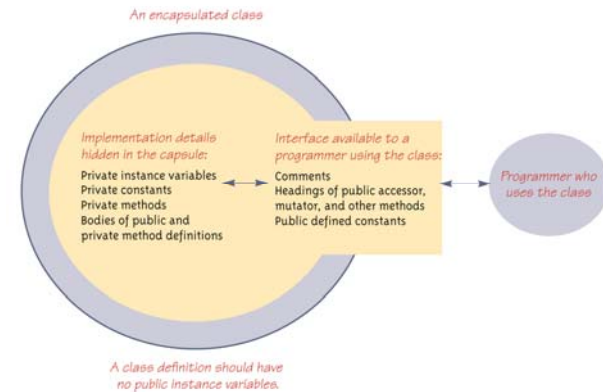 An encapsulated class
Implementation details
hidden in the capsule:
Private instance variables
Private constants
Private methods
Bodies of public and
private method definitions
Interface available to a
programmer using the class:
Comments
Headings of public accessor,
mutator, and other methods
Public defined constants
Programmer who
uses the class
A class definition should have
no public instance variables.